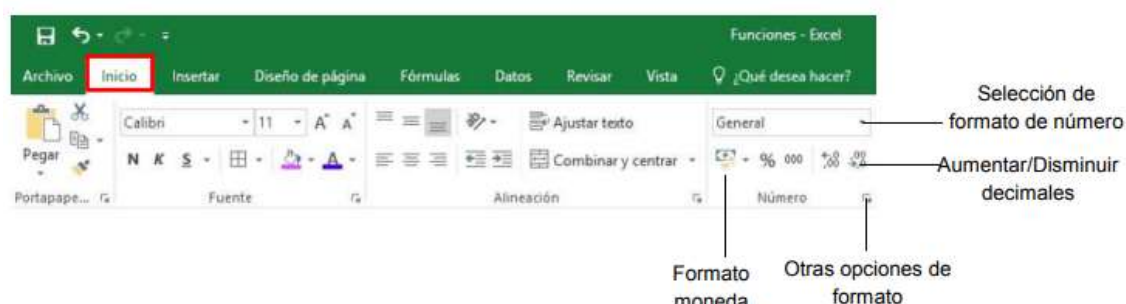 Funciones - Excel
Archivo Inicio Insertar Diseño de página Fórmulas Datos Revisar Vista ¿Qué desea hacer?
Selección de
formato de número
Calibri 11 A A Ajustar texto General
Pegar N K S A Combinar y centrar % 000
Aumentar/Disminuir
decimales
Portapape... Fuente Alineación Número
Formato
moneda
Otras opciones de
formato